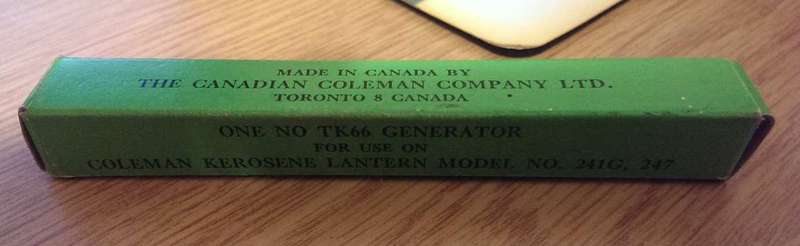 MADE IN CANADA BY
THE CANADIAN COLEMAN COMPANY LTD.
TORONTO 8 CANADA
ONE NO TK66 GENERATOR
FOR USE ON
COLEMAN KEROSENE LANTERN MODEL NO. 241G, 247